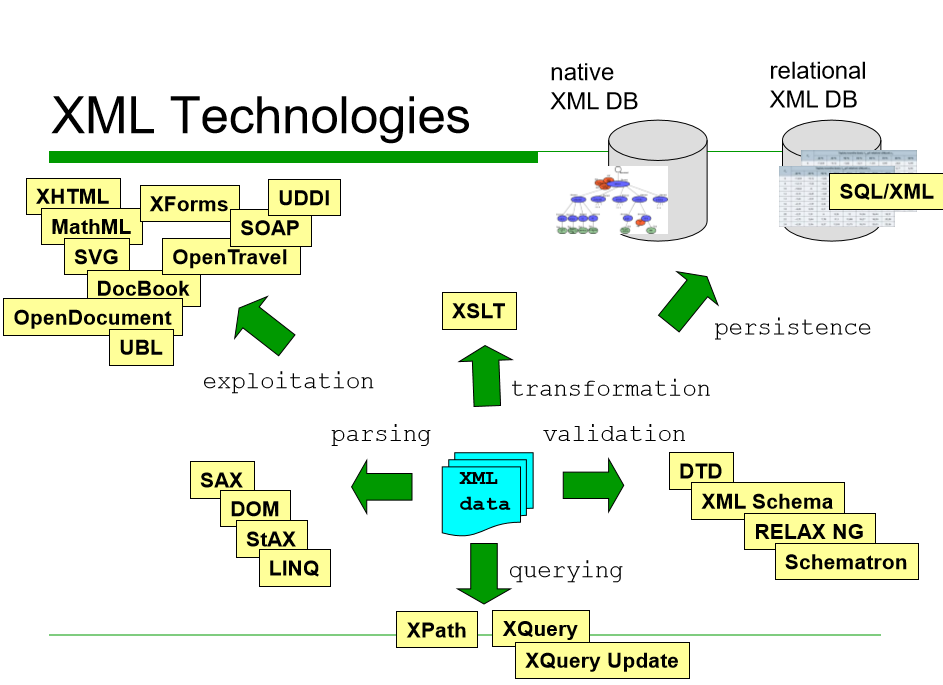 native
XML DB
relational
XML DB
XML Technologies
SQL/XML
XHTML
MathML
SVG
DocBook
OpenDocument
UBL
XForms
UDDI
SOAP
OpenTravel
XSLT
persistence
exploitation
transformation
parsing
validation
SAX
DOM
StAX
LINQ
XML
data
DTD
XML Schema
RELAX NG
Schematron
querying
XPath
XQuery
XQuery Update